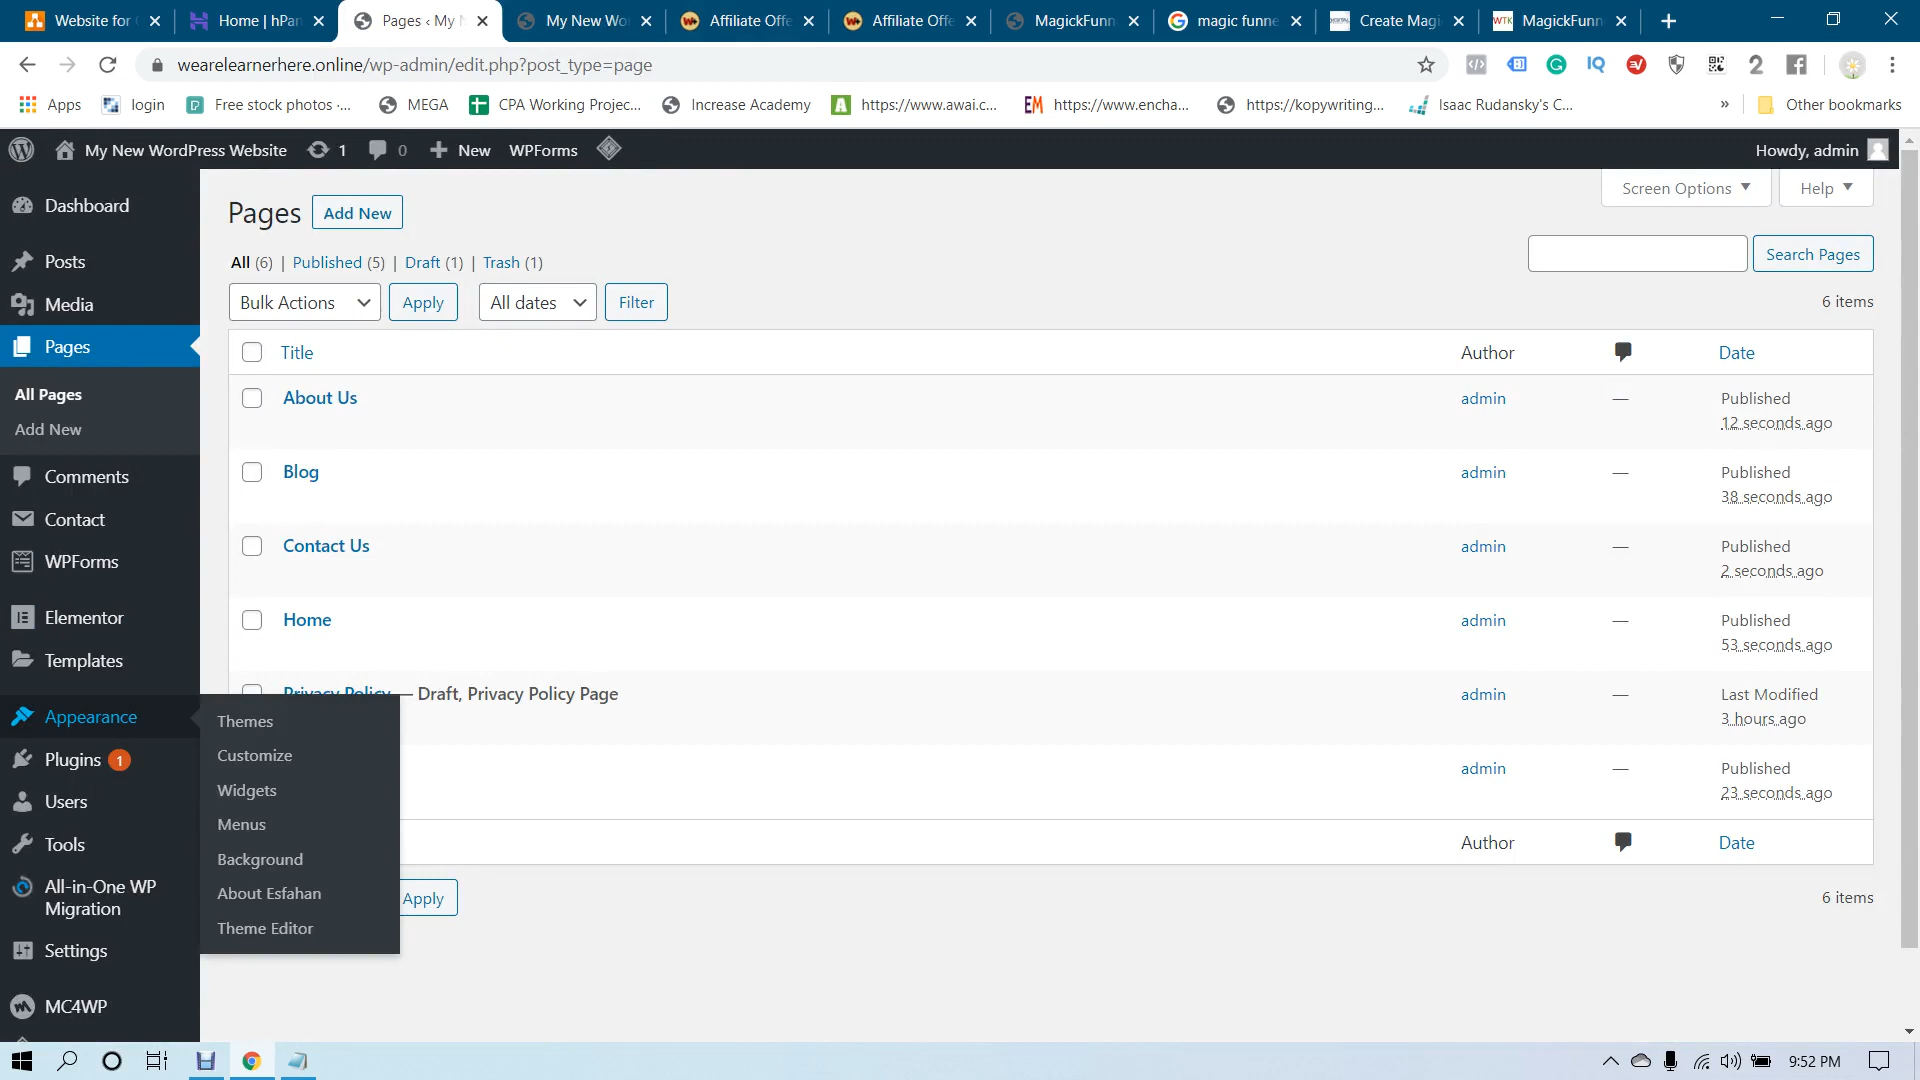 Website for
Home | hPan
Pages ‹ My N
My New Wo
Affiliate Offe
Affiliate Offe
MagickFunn
magic funne
Create Magi
WTK MagickFunn
wearelearnerhere.online/wp-admin/edit.php?post_type=page
Apps
login
Free stock photos -...
MEGA
CPA Working Projec...
Increase Academy
https://www.awai.c...
EM https://www.encha...
https://kopywriting...
Isaac Rudansky's C...
»
Other bookmarks
My New WordPress Website
1
0
New
WPForms
Howdy, admin
Dashboard
Posts
Media
Pages
All Pages
Add New
Comments
Contact
WPForms
Elementor
Templates
Appearance
Plugins 1
Users
Tools
All-in-One WP
Migration
Settings
MC4WP
Themes
Customize
Widgets
Menus
Background
About Esfahan
Theme Editor
Screen Options
Help
Pages
Add New
All (6) | Published (5) | Draft (1) | Trash (1)
Search Pages
Bulk Actions
Apply
All dates
Filter
6 items
Title
Author
Date
About Us
admin
—
Published
12 seconds ago
Blog
admin
—
Published
38 seconds ago
Contact Us
admin
—
Published
2 seconds ago
Home
admin
—
Published
53 seconds ago
Privacy Policy — Draft, Privacy Policy Page
admin
—
Last Modified
3 hours ago
admin
—
Published
23 seconds ago
Author
Date
Apply
6 items
9:52 PM